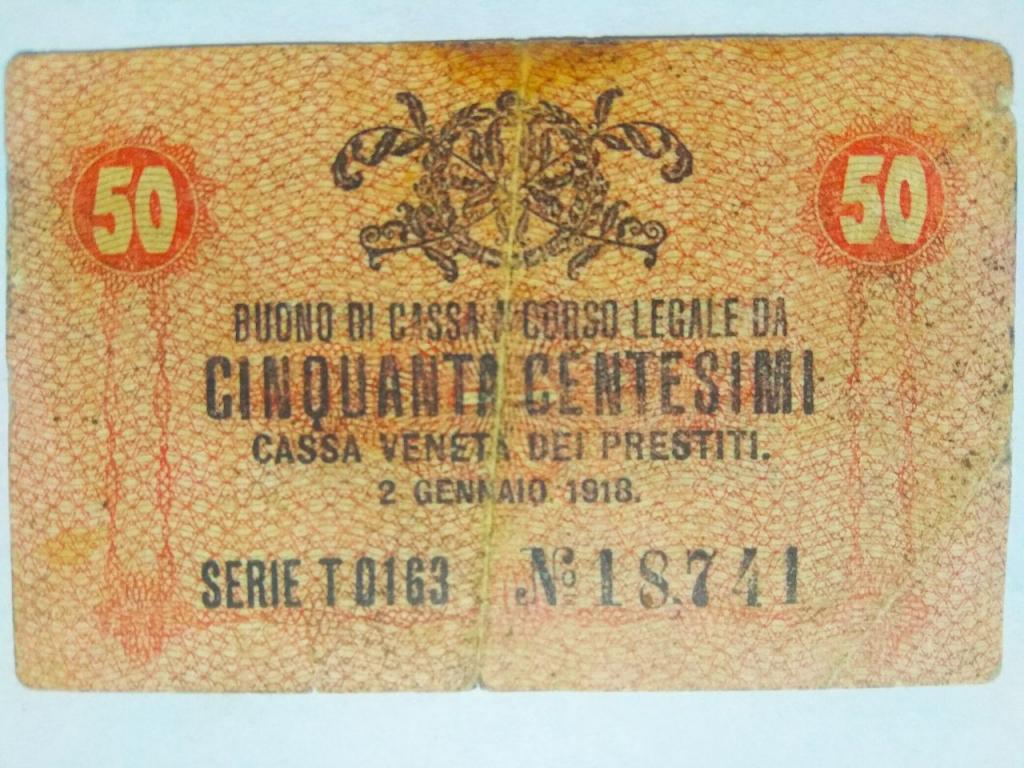 50 50
BUONO DI CASSA A CORSO LEGALE DA
CINQUANTA CENTESIMI
CASSA VENETA DEI PRESTITI.
2 GENNAIO 1918.
SERIE T 0163 Nº 18.741